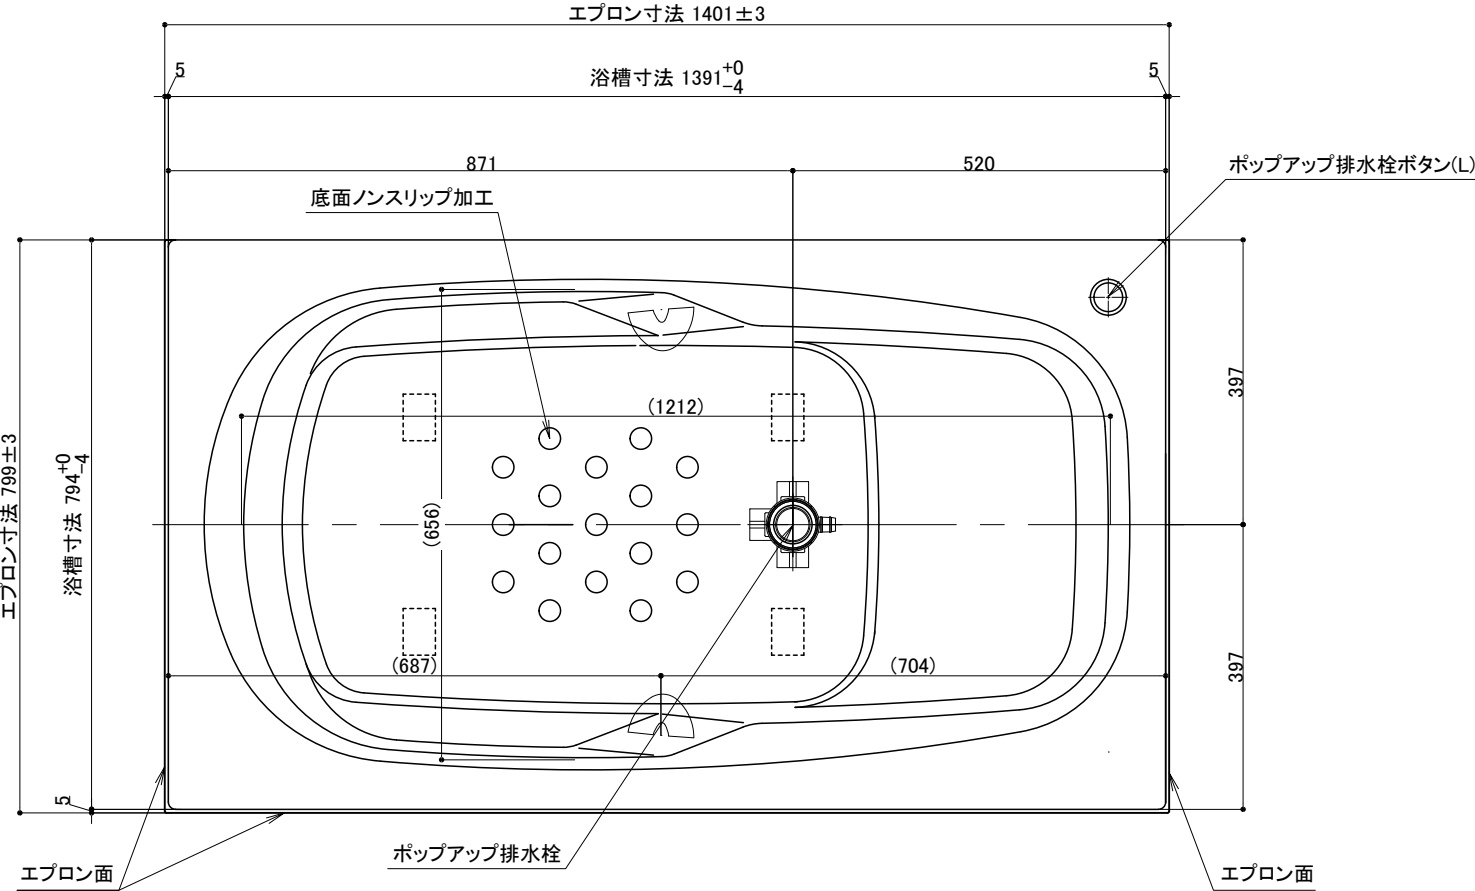 エプロン寸法 1401±3
5
浴槽寸法 1391 +0 -4
5
871
520
ポップアップ排水栓ボタン(L)
底面ノンスリップ加工
397
(1212)
エプロン寸法 799±3
浴槽寸法 794 +0 -4
(656)
(687)
(704)
397
5
ポップアップ排水栓
エプロン面
エプロン面